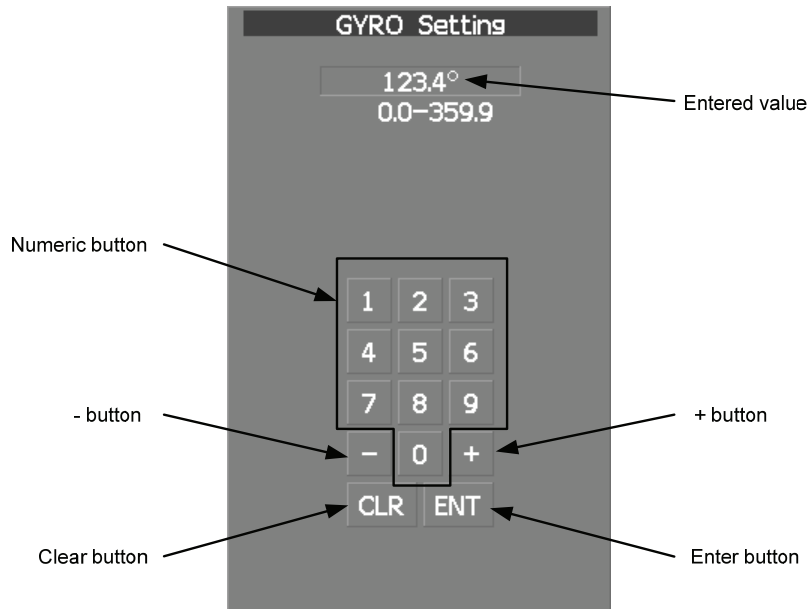 GYRO Setting
123.4°
Entered value
0.0-359.9
Numeric button
1 2 3
4 5 6
7 8 9
- button
- 0 +
+ button
CLR ENT
Clear button
Enter button